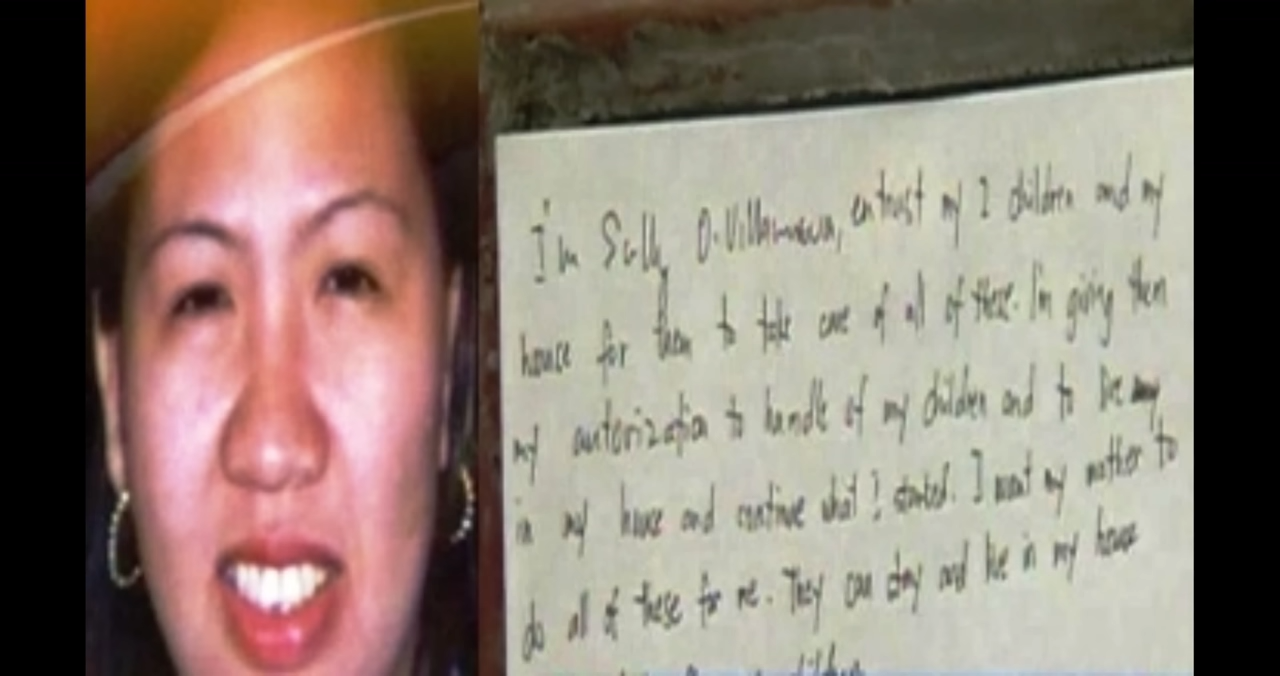 I'm Sally O. Villanueva, entrust my 2 children and my
house for them to take care of all of these. I'm giving them
my autorization to handle of my children and to live
in my house and continue what I started. I want my mother to
do all of these for me. They can stay and live in my house
children